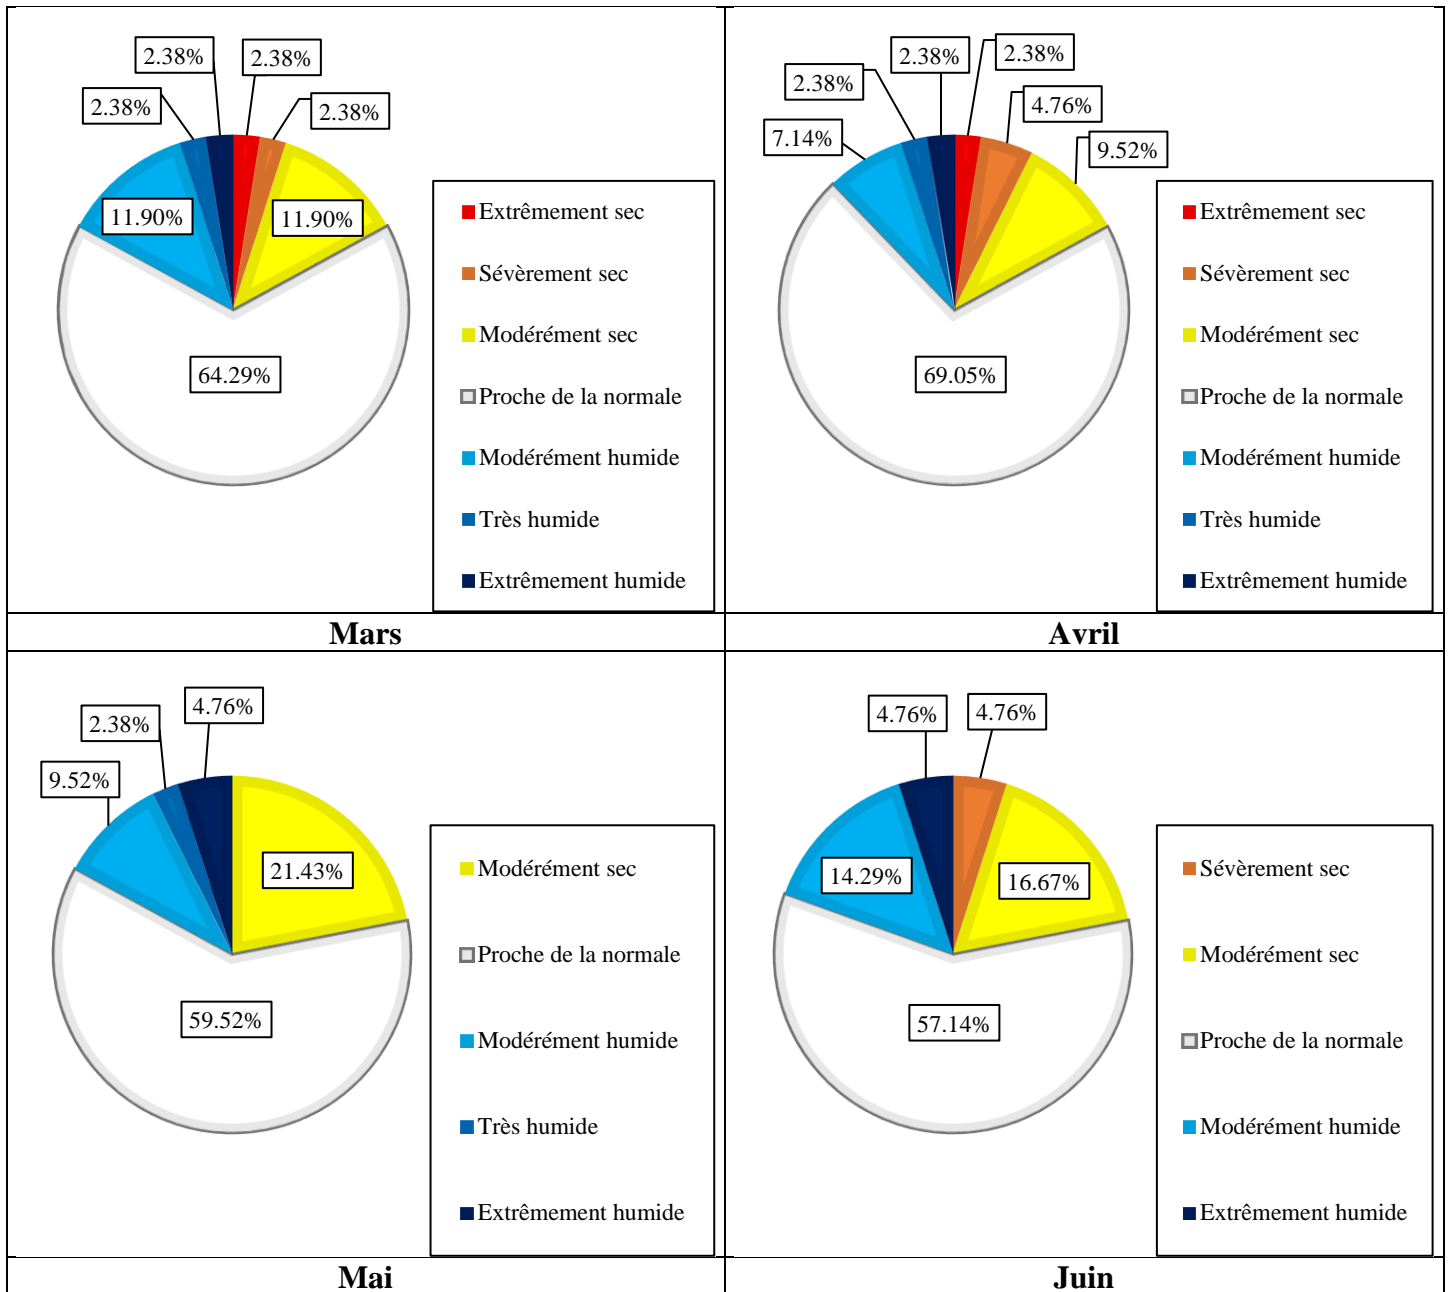 2.38%
2.38%
2.38%
2.38%
11.90%
11.90%
64.29%
Extrêmement sec
Sévèrement sec
Modérément sec
Proche de la normale
Modérément humide
Très humide
Extrêmement humide
Mars
2.38%
2.38%
2.38%
4.76%
7.14%
9.52%
69.05%
Extrêmement sec
Sévèrement sec
Modérément sec
Proche de la normale
Modérément humide
Très humide
Extrêmement humide
Avril
4.76%
2.38%
9.52%
21.43%
59.52%
Modérément sec
Proche de la normale
Modérément humide
Très humide
Extrêmement humide
Mai
4.76%
4.76%
14.29%
16.67%
57.14%
Sévèrement sec
Modérément sec
Proche de la normale
Modérément humide
Extrêmement humide
Juin